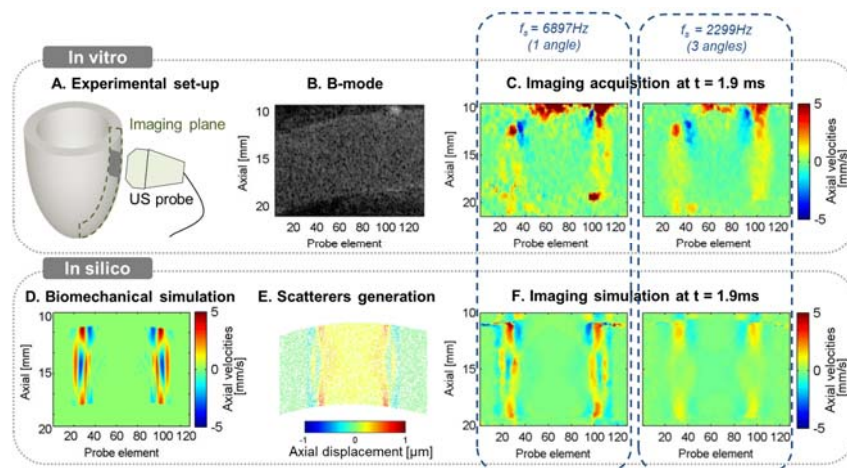 fs = 6897Hz
(1 angle)
fs = 2299Hz
(3 angles)
In vitro
A. Experimental set-up
B. B-mode
C. Imaging acquisition at t = 1.9 ms
Imaging plane
US probe
Axial [mm]
10
15
20
20 40 60 80 100 120
Probe element
Axial [mm]
10
15
20
20 40 60 80 100 120
Probe element
20 40 60 80 100 120
Probe element
5
0
-5
Axial velocities
mm/s]
In silico
D. Biomechanical simulation
E. Scatterers generation
F. Imaging simulation at t = 1.9ms
Axial [mm]
10
15
20
20 40 60 80 100 120
Probe element
5
0
-5
Axial velocities
[mm/s]
-1 0 1
Axial displacement [µm]
Axial [mm]
10
15
20
20 40 60 80 100 120
Probe element
20 40 60 80 100 120
Probe element
5
0
-5
Axial velocities
[mm/s]